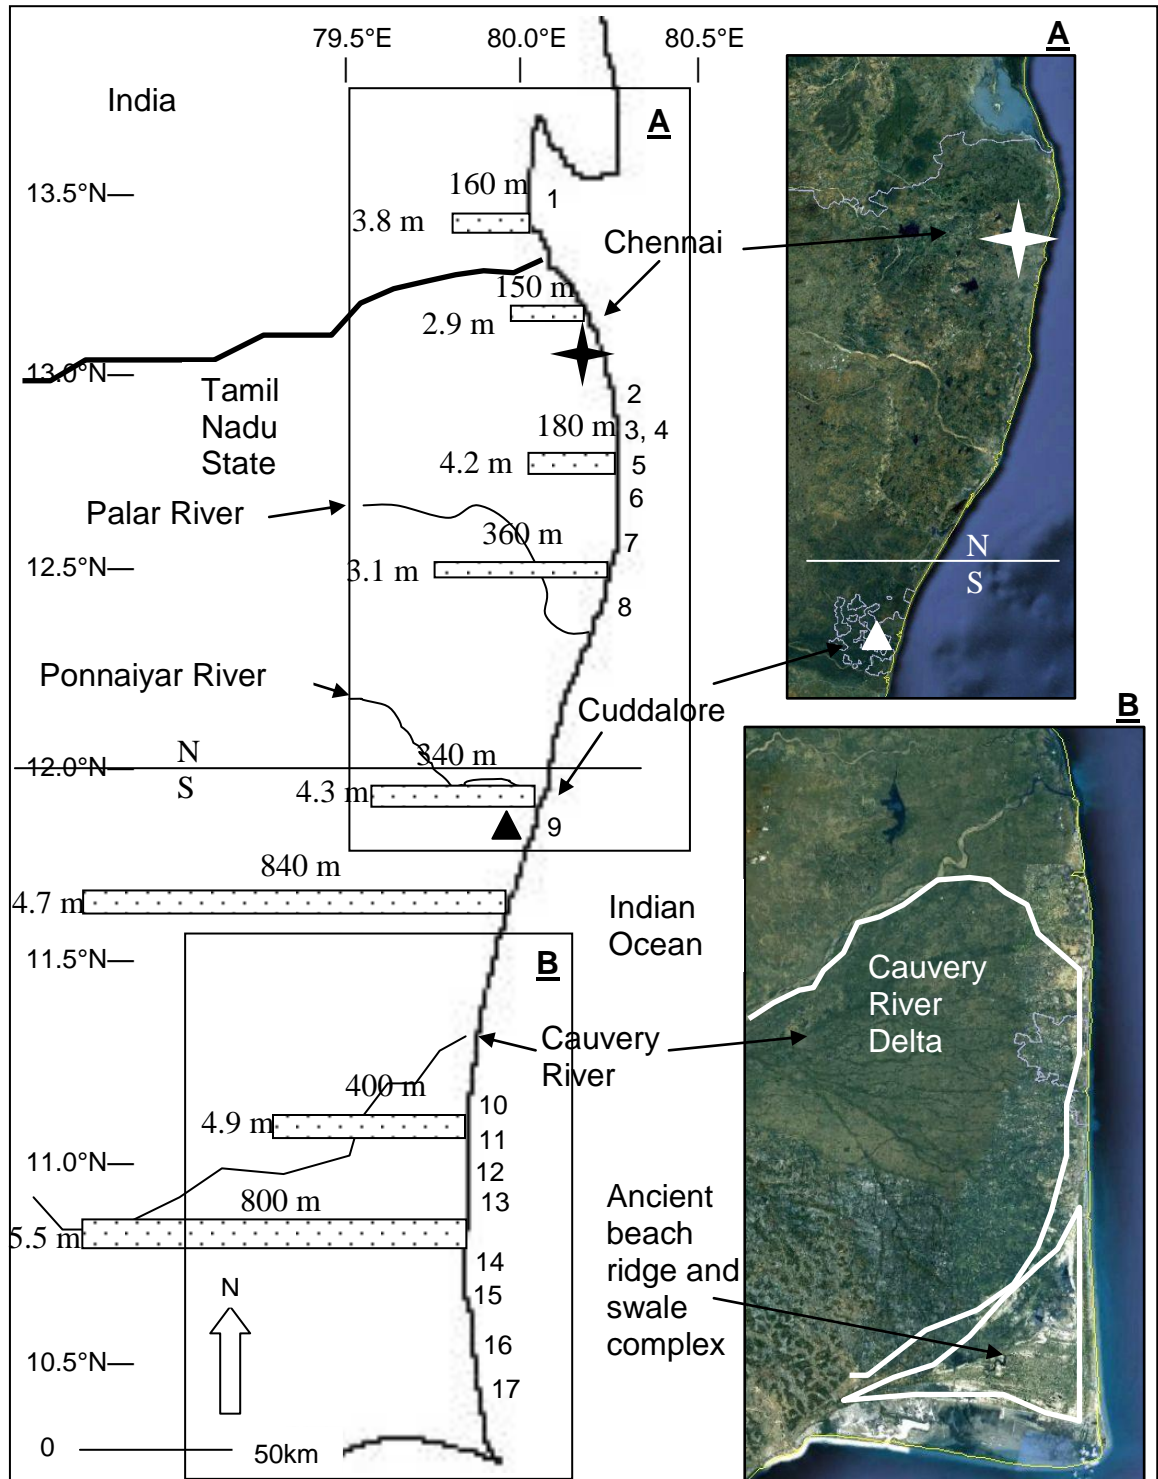 79.5°E 80.0°E 80.5°E
A
India
A
13.5°N
160 m
1
3.8 m
Chennai
150 m
2.9 m
13.0°N
Tamil
Nadu
State
2
180 m
3, 4
4.2 m
5
Palar River
6
360 m
7
12.5°N
3.1 m
N
S
8
Ponnaiyar River
Cuddalore
B
N
340 m
12.0°N
S
4.3 m
9
840 m
4.7 m
Indian
Ocean
11.5°N
B
Cauvery
River
Delta
Cauvery
River
400 m
10
4.9 m
11
11.0°N
12
800 m
13
Ancient
beach
ridge and
swale
complex
5.5 m
14
N
15
16
10.5°N
17
0
50km